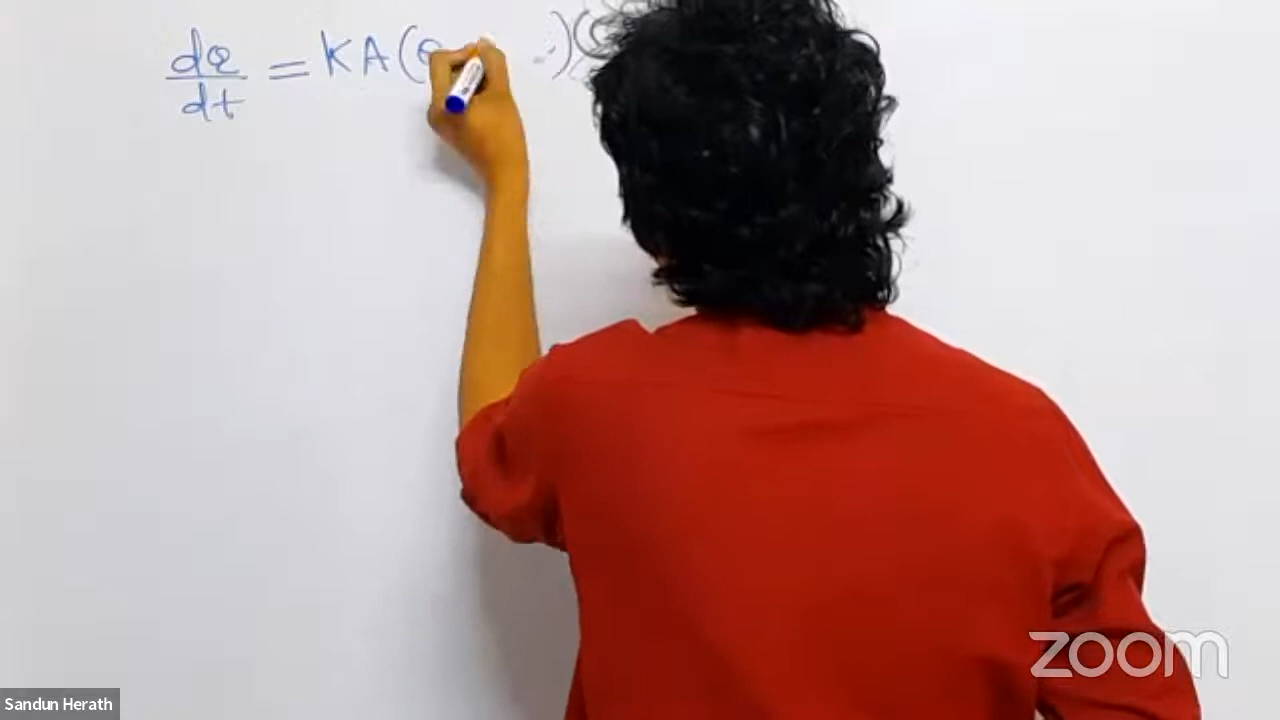 dQ/dt = KA(θ )(
zoom
Sandun Herath